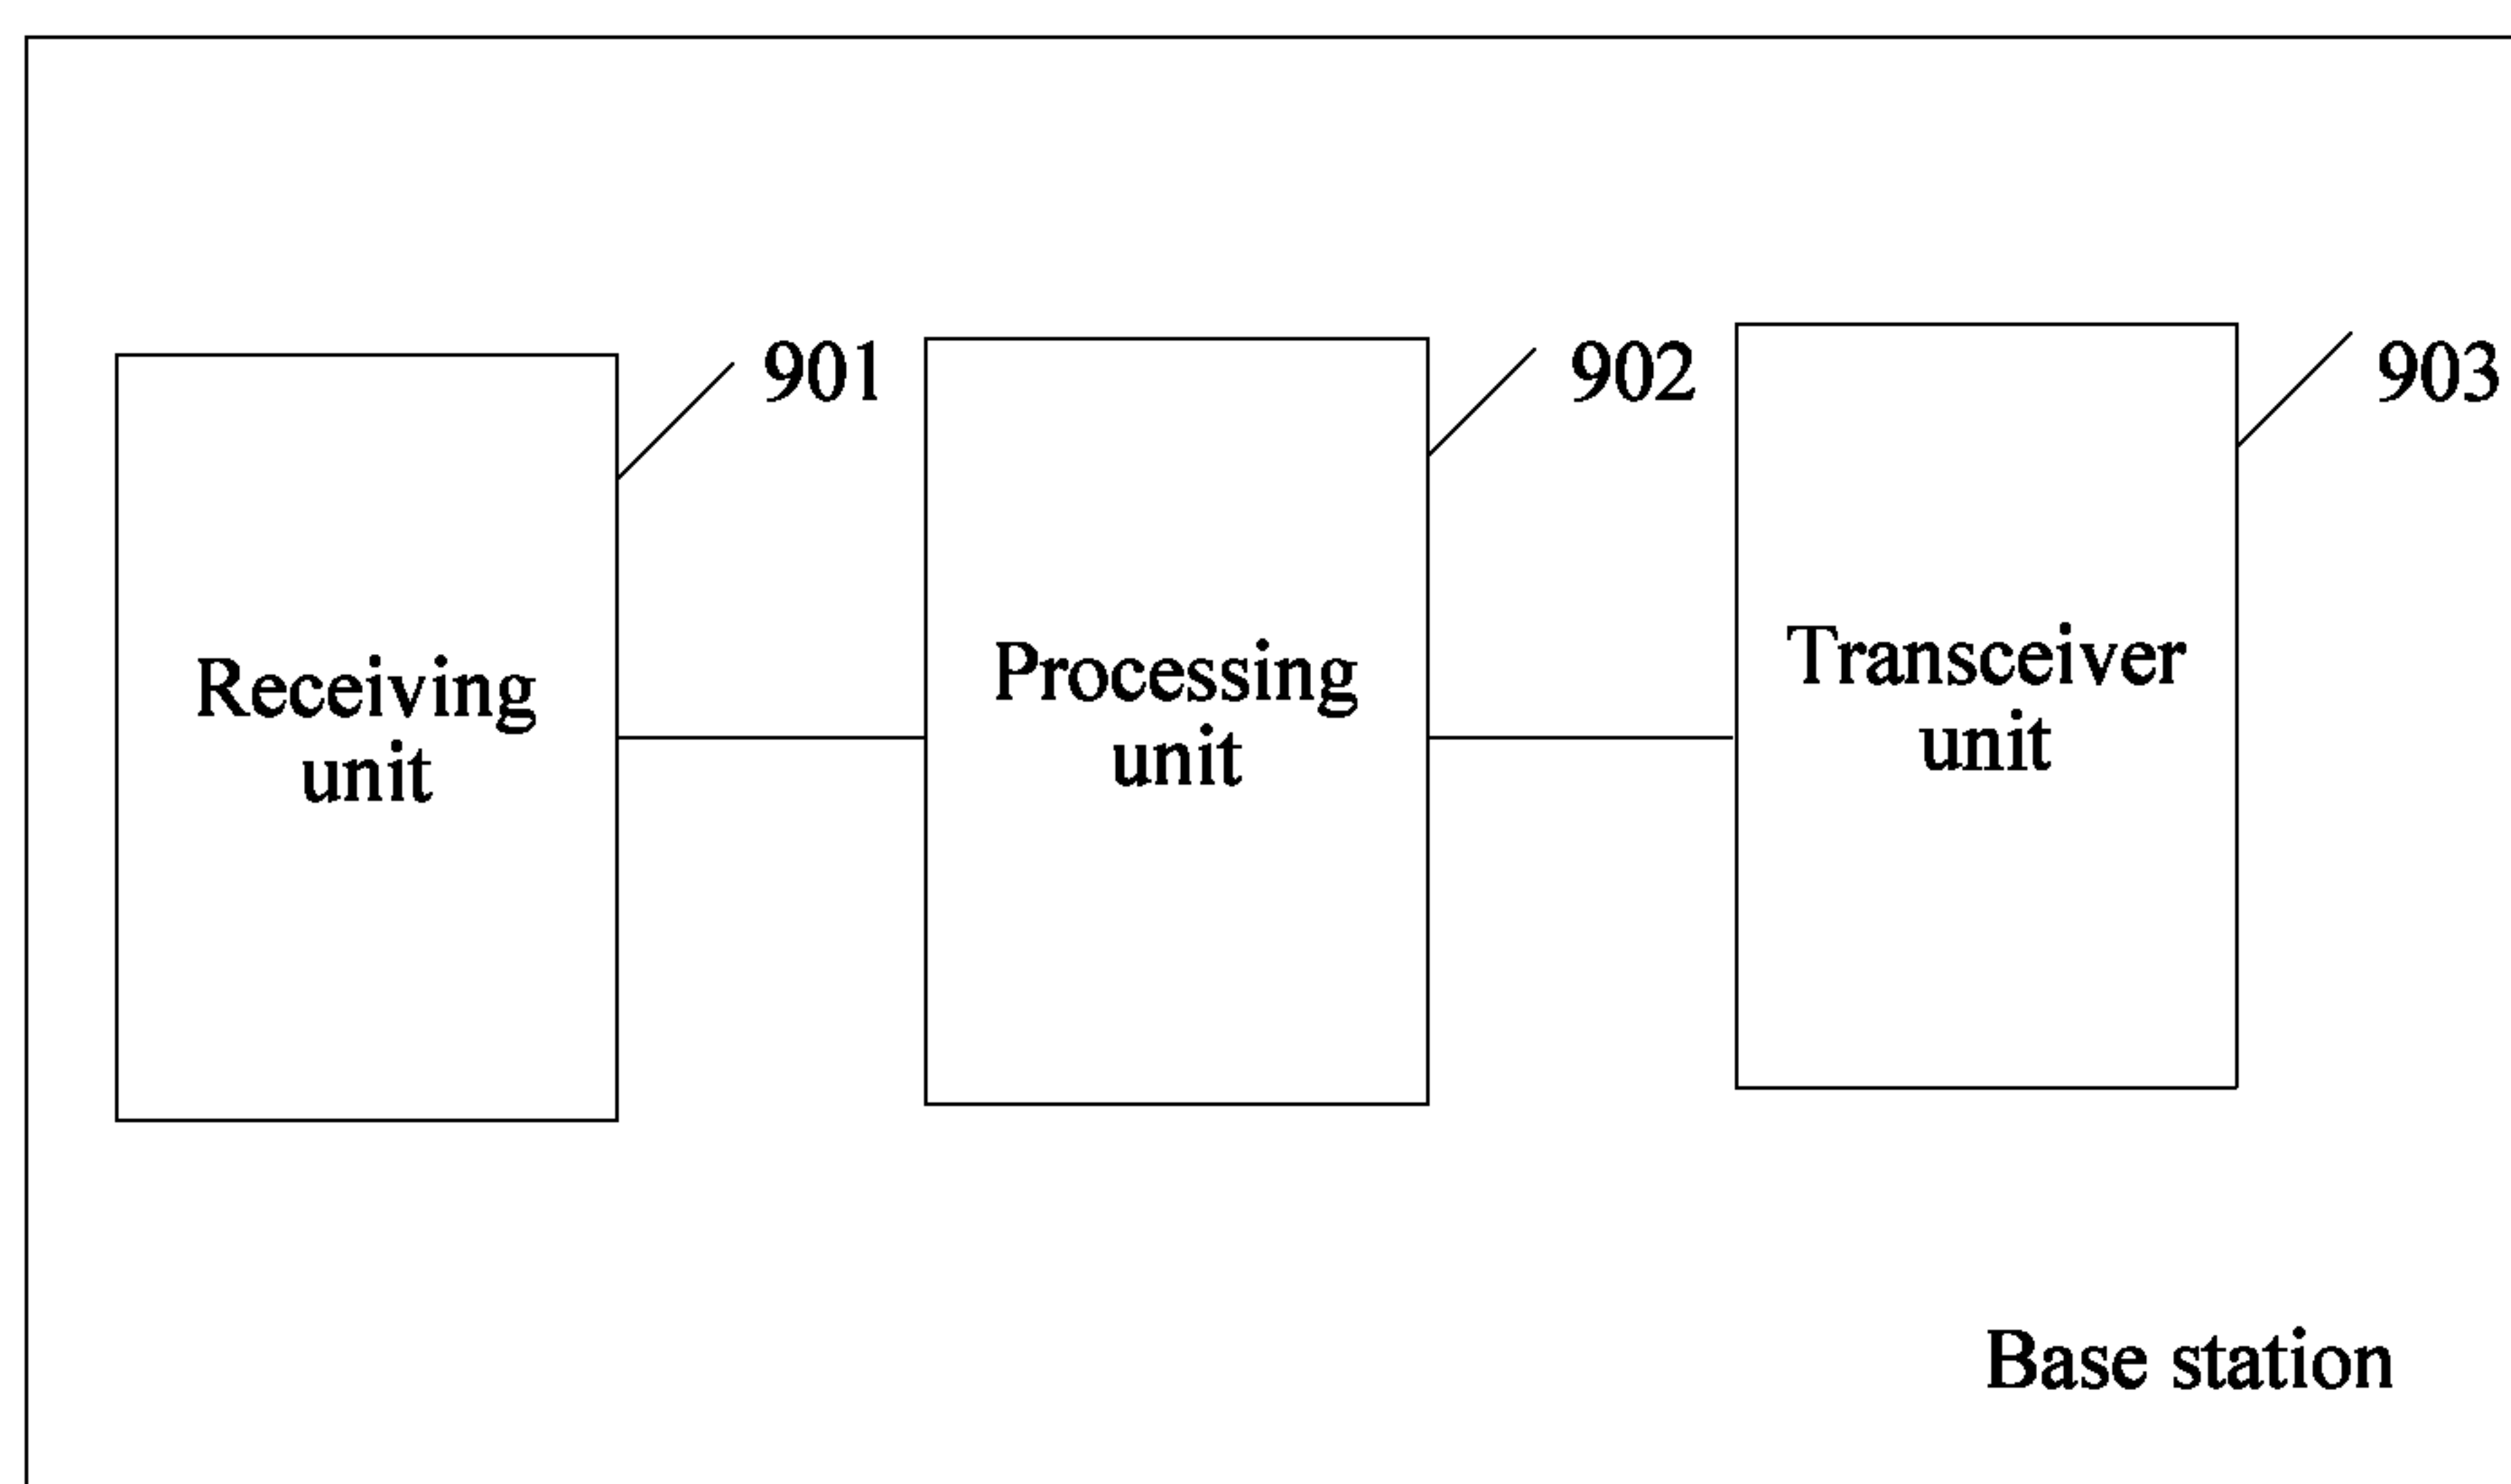 901
902
903
Receiving
unit
Processing
unit
Transceiver
unit
Base station